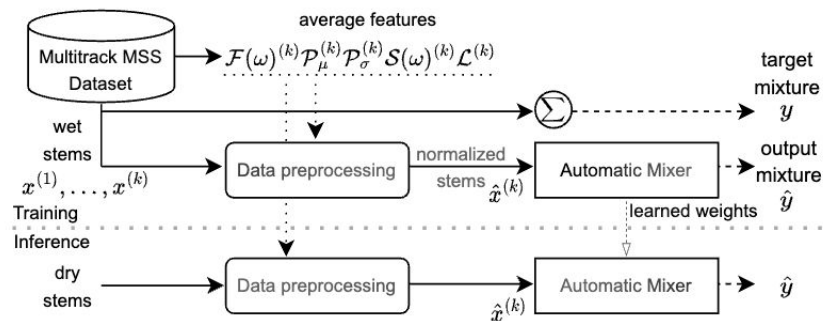 average features
Multitrack MSS
Dataset
𝓕(ω)⁽ᵏ⁾𝓟_μ⁽ᵏ⁾𝓟_σ⁽ᵏ⁾𝓢(ω)⁽ᵏ⁾𝓛⁽ᵏ⁾
target
mixture
y
∑
wet
stems
x⁽¹⁾, . . . , x⁽ᵏ⁾
Data preprocessing
normalized
stems
x̂⁽ᵏ⁾
Automatic Mixer
output
mixture
ŷ
Training
learned weights
Inference
dry
stems
Data preprocessing
x̂⁽ᵏ⁾
Automatic Mixer
ŷ